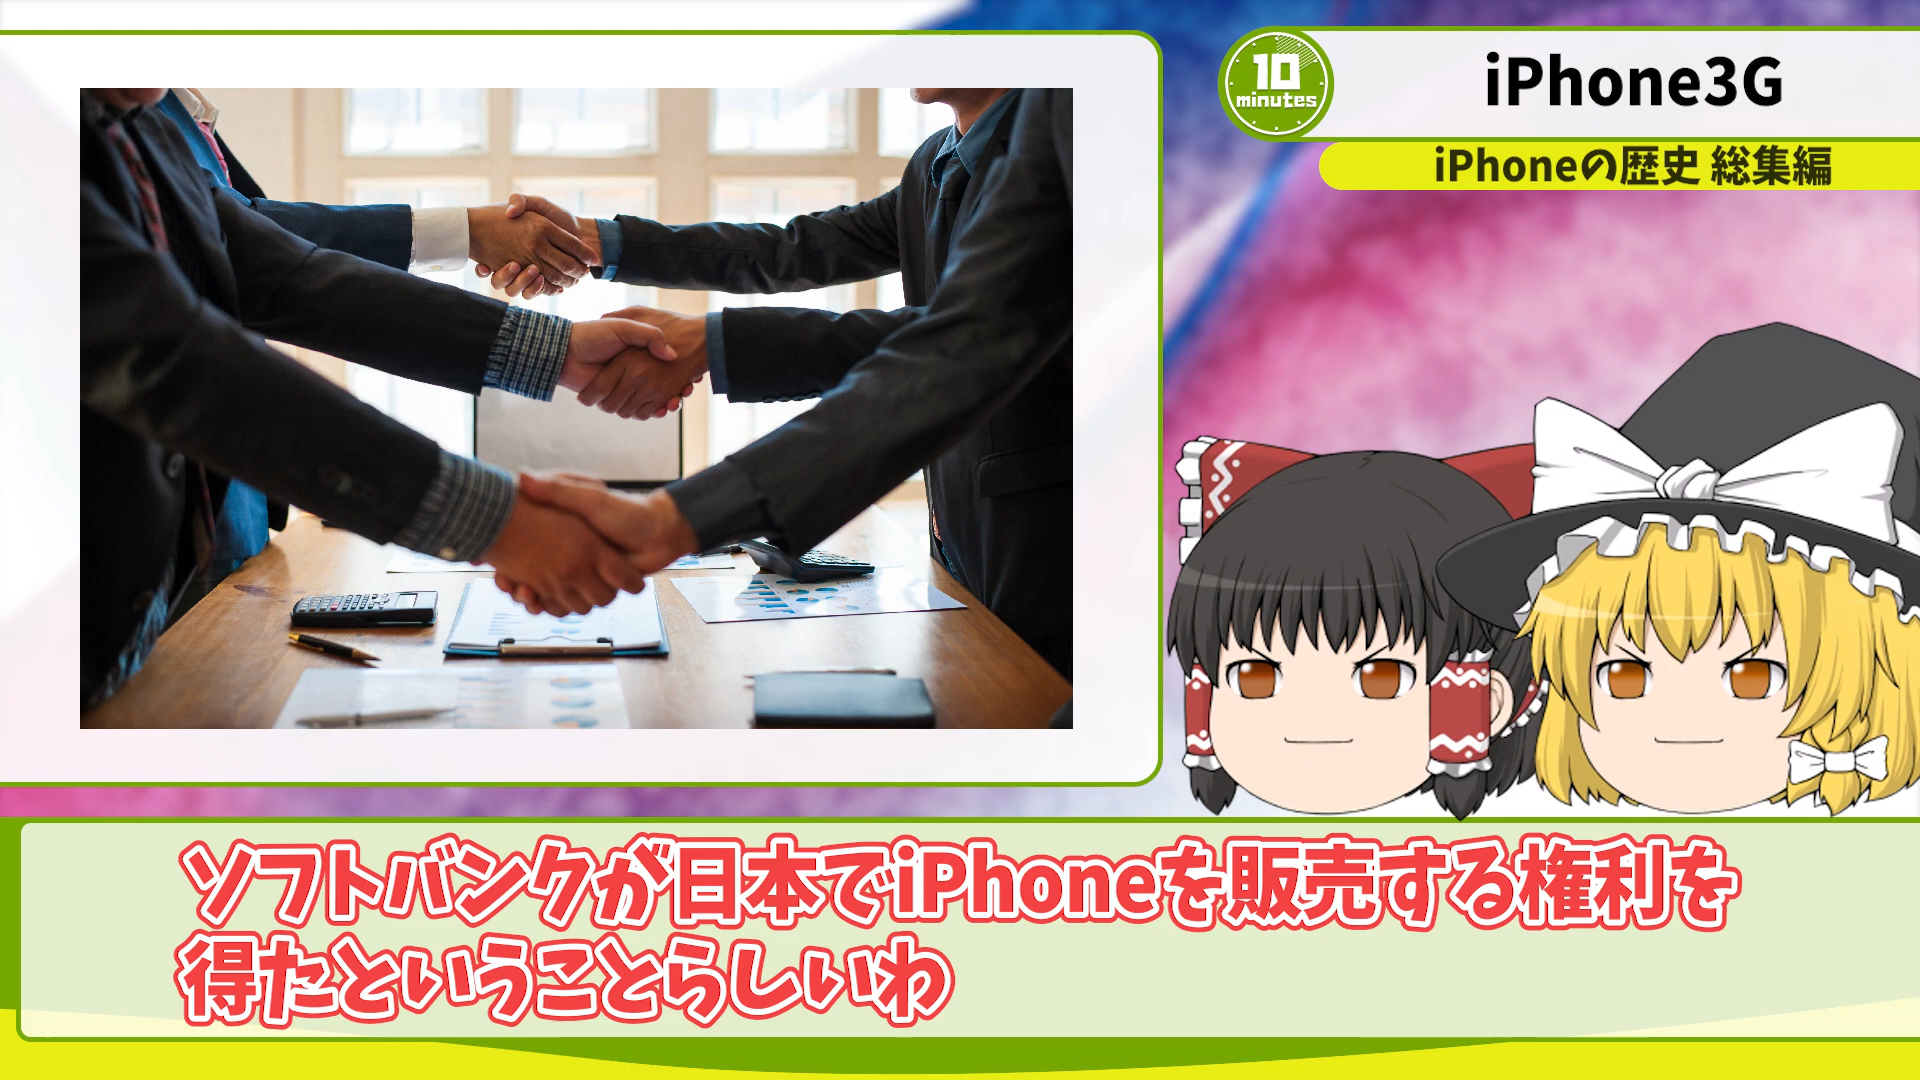 10
minutes
iPhone3G
iPhoneの歴史 総集編
ソフトバンクが日本でiPhoneを販売する権利を
得たということらしいわ